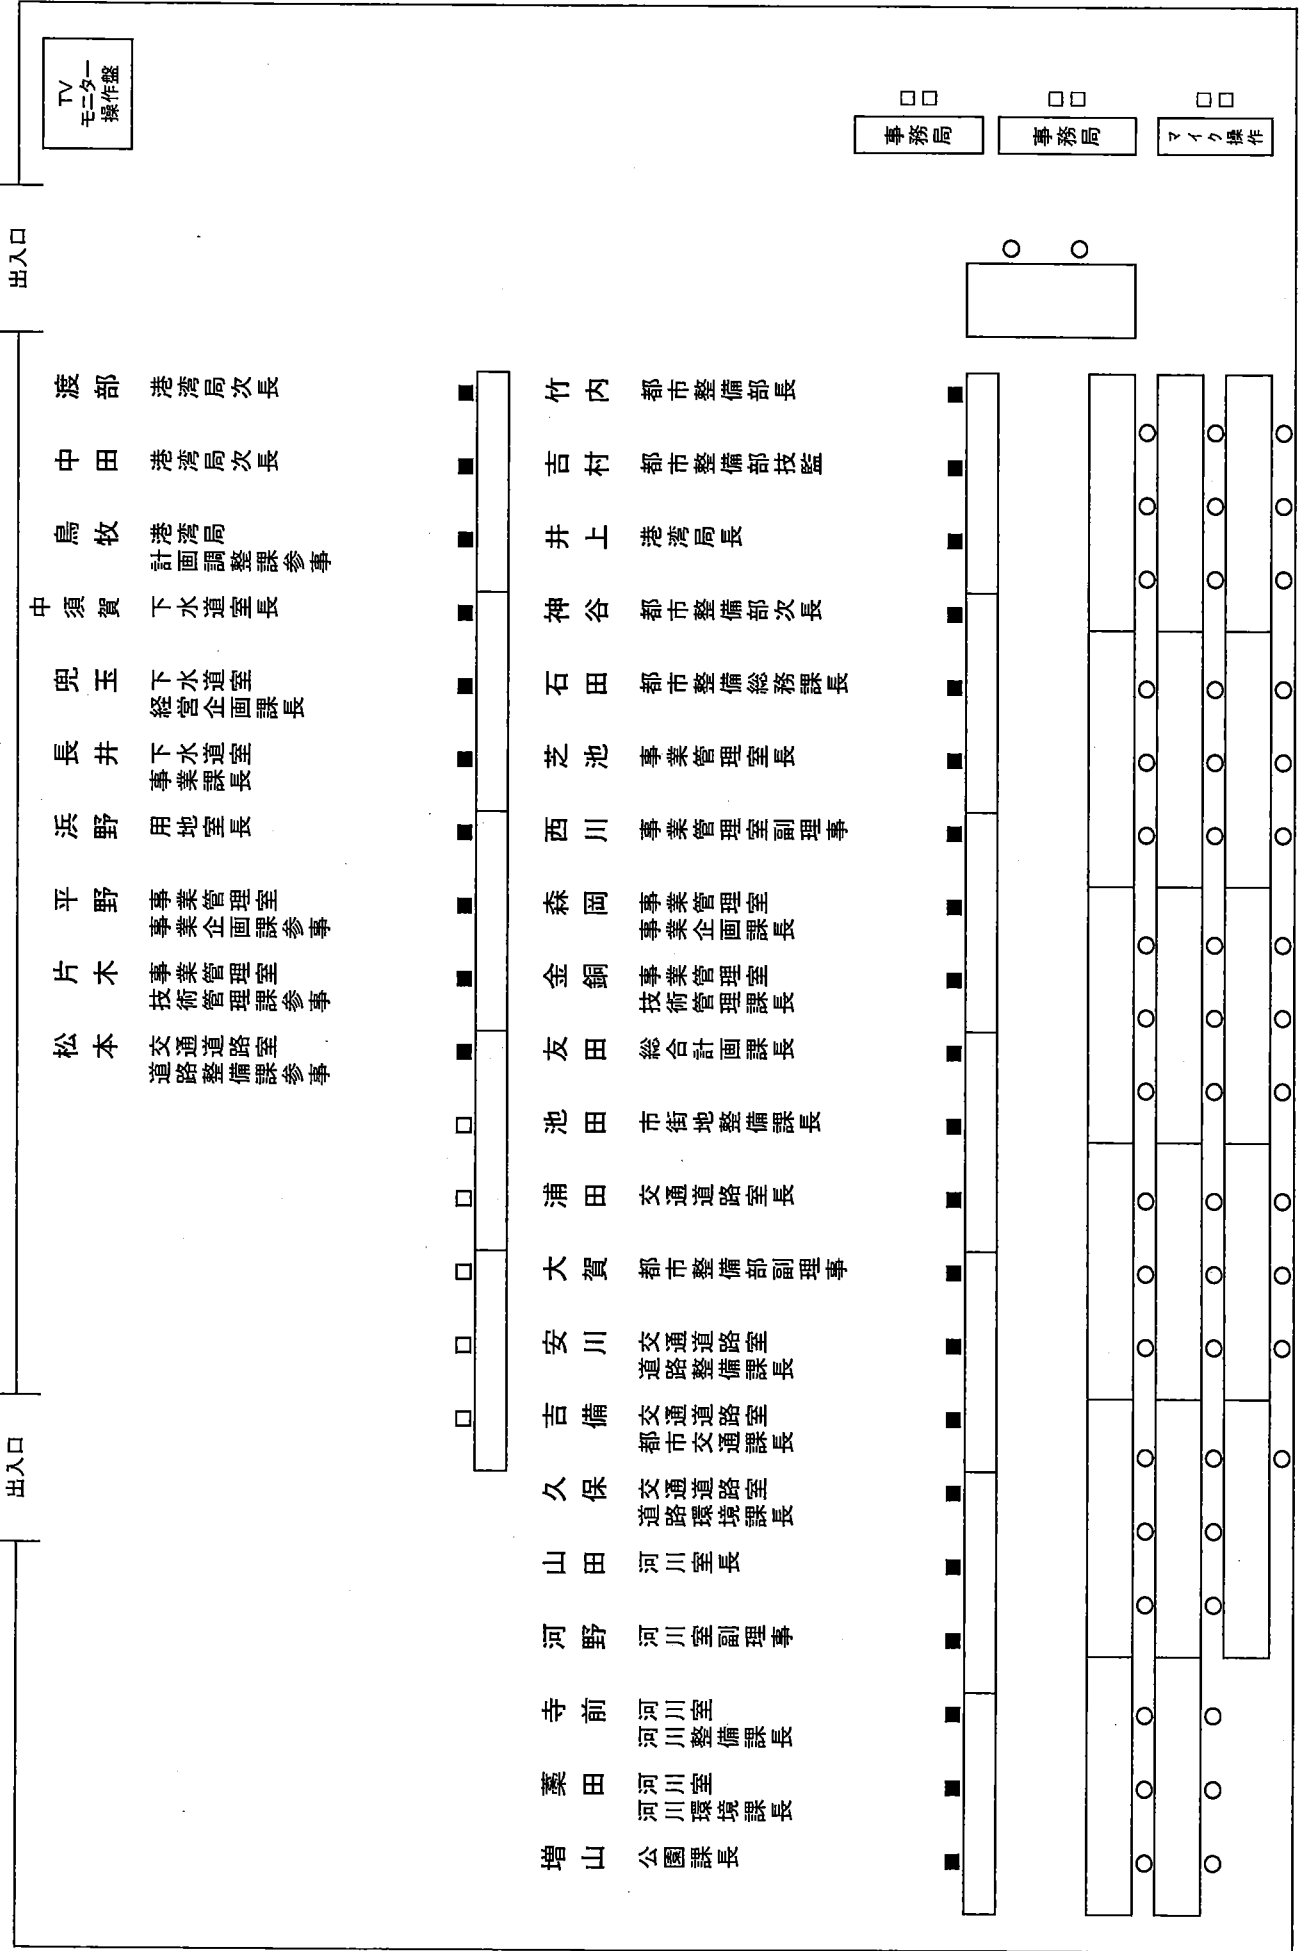 TV
モニター
操作盤
出入口
事務局
事務局
マイク操作
渡部
港湾局次長
中田
港湾局次長
鳥牧
港湾局
計画調整課参事
中須賀
下水道室長
児玉
下水道室
経営企画課長
長井
下水道室
事業課長
浜野
用地室長
平野
事業管理室
事業企画課参事
片木
事業管理室
技術管理課参事
松本
交通道路室
道路整備課参事
出入口
竹内
都市整備部長
吉村
都市整備部技監
井上
港湾局長
神谷
都市整備部次長
石田
都市整備総務課長
芝池
事業管理室長
西川
事業管理室副理事
森岡
事業管理室
事業企画課長
金銅
事業管理室
技術管理課長
友田
総合計画課長
池田
市街地整備課長
浦田
交通道路室長
大賀
都市整備部副理事
安川
交通道路室
道路整備課長
吉備
交通道路室
都市交通課長
久保
交通道路室
道路環境課長
山田
河川室長
河野
河川室副理事
寺前
河川室
河川整備課長
藁田
河川室
河川環境課長
増山
公園課長